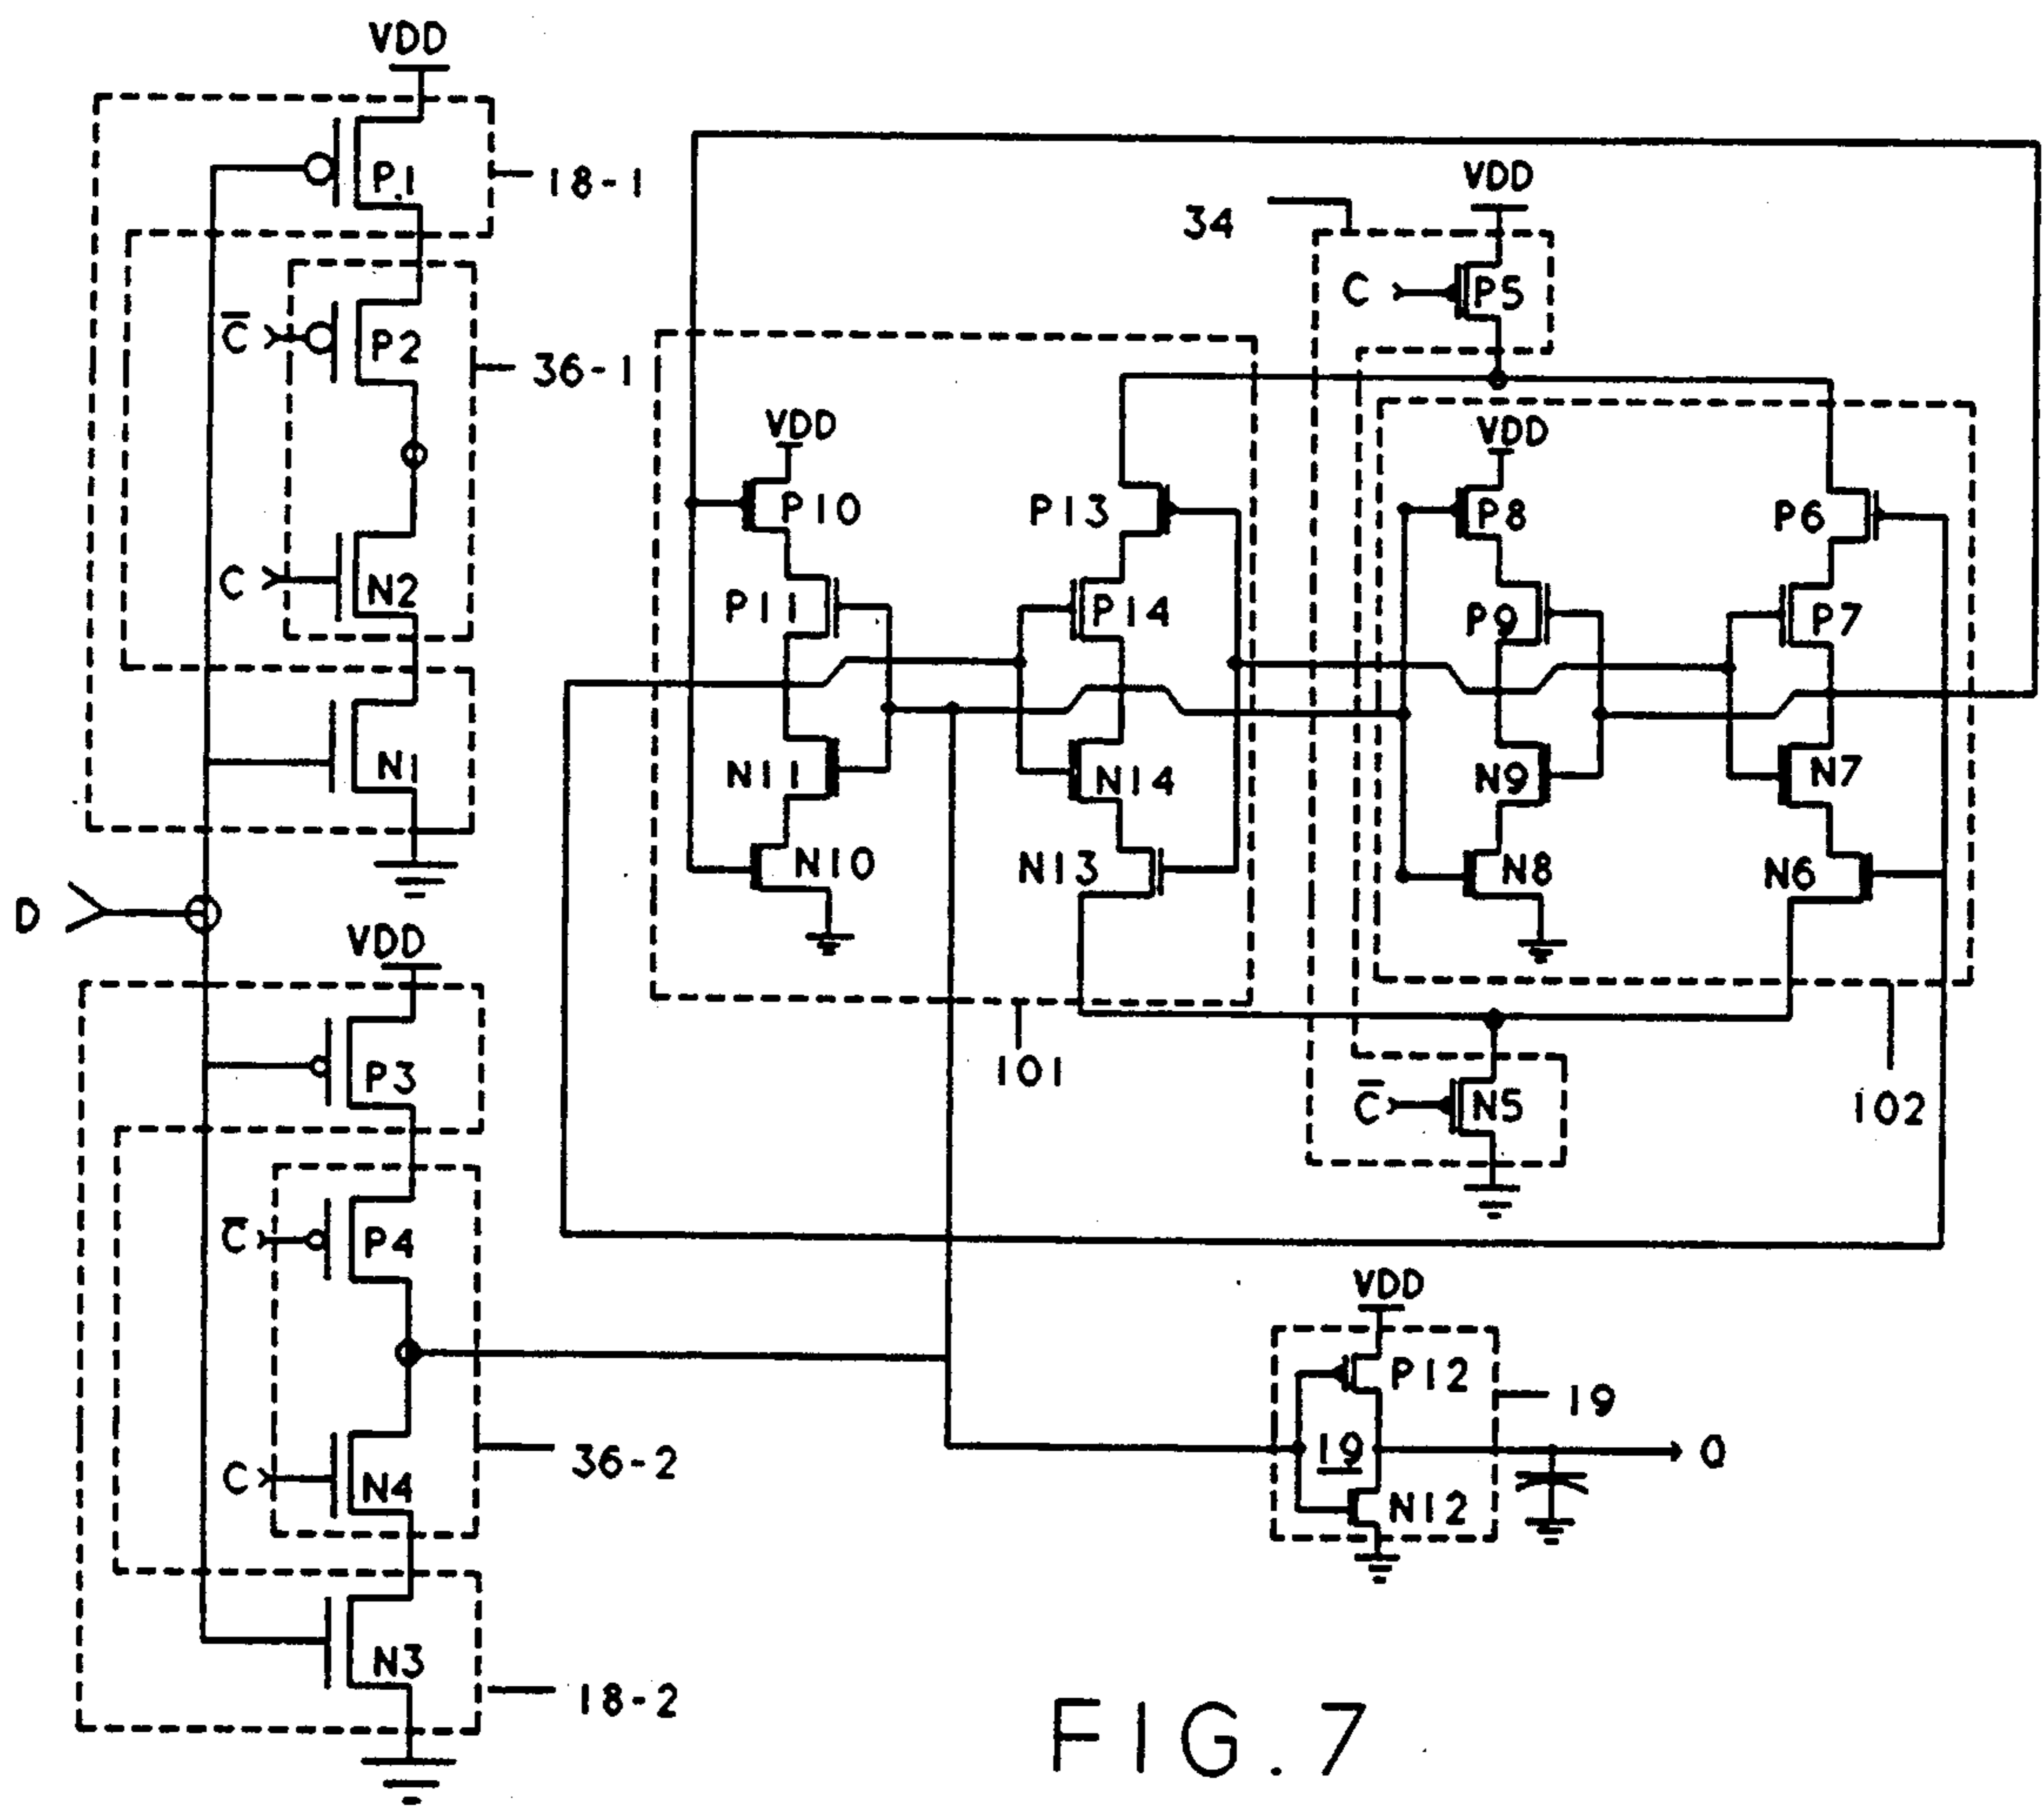 VDD
P1
18-1
C̅
P2
36-1
C
N2
N1
D
VDD
P3
C̅
P4
C
N4
36-2
N3
18-2
34
VDD
C
P5
VDD
P10
P13
P11
P14
N11
N14
N10
N13
101
VDD
P8
P6
P9
P7
N9
N7
N8
N6
C̅
N5
102
VDD
P12
19
19
Q
N12
FIG.7